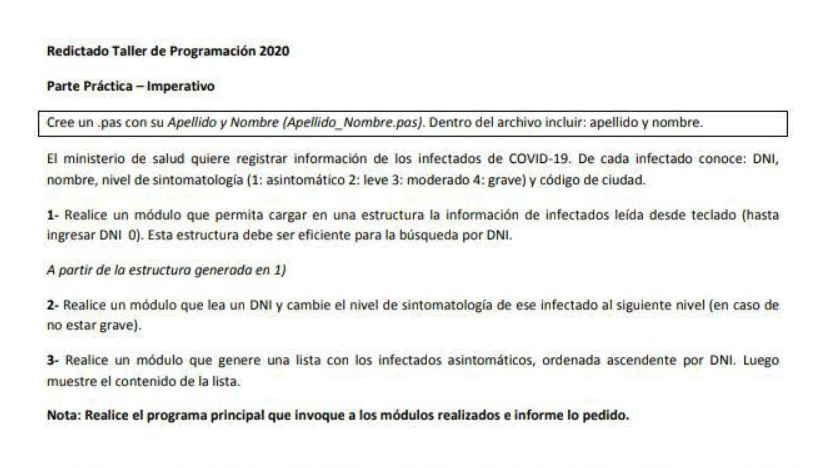 Redictado Taller de Programación 2020
Parte Práctica – Imperativo
Cree un .pas con su Apellido y Nombre (Apellido_Nombre.pas). Dentro del archivo incluir: apellido y nombre.
El ministerio de salud quiere registrar información de los infectados de COVID-19. De cada infectado conoce: DNI,
nombre, nivel de sintomatología (1: asintomático 2: leve 3: moderado 4: grave) y código de ciudad.
1- Realice un módulo que permita cargar en una estructura la información de infectados leída desde teclado (hasta
ingresar DNI 0). Esta estructura debe ser eficiente para la búsqueda por DNI.
A partir de la estructura generada en 1)
2- Realice un módulo que lea un DNI y cambie el nivel de sintomatología de ese infectado al siguiente nivel (en caso de
no estar grave).
3- Realice un módulo que genere una lista con los infectados asintomáticos, ordenada ascendente por DNI. Luego
muestre el contenido de la lista.
Nota: Realice el programa principal que invoque a los módulos realizados e informe lo pedido.